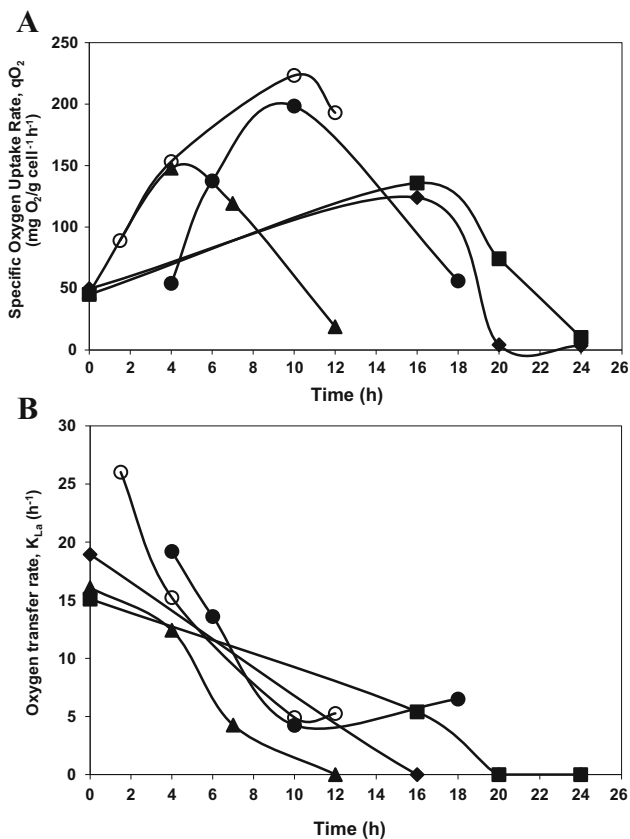 A
Specific Oxygen Uptake Rate, qO₂
(mg O₂/g cell⁻¹ h⁻¹)
250
200
150
100
50
0
0 2 4 6 8 10 12 14 16 18 20 22 24 26
Time (h)
B
Oxygen transfer rate, K_La (h⁻¹)
30
25
20
15
10
5
0
0 2 4 6 8 10 12 14 16 18 20 22 24 26
Time (h)